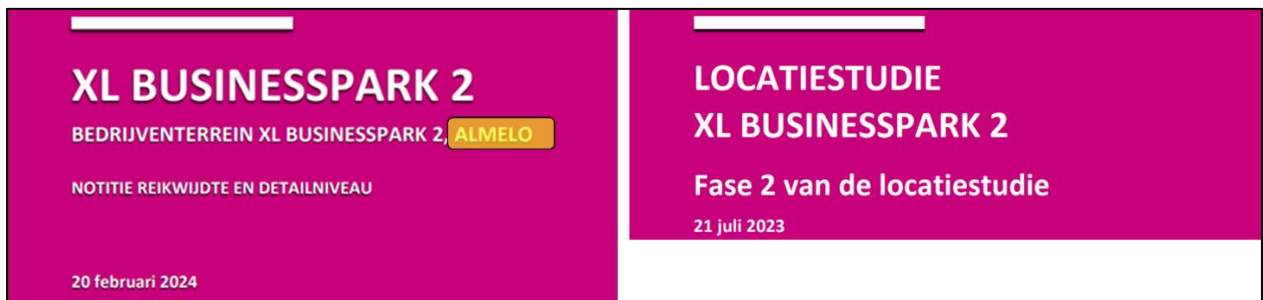 XL BUSINESSPARK 2
BEDRIJVENTERREIN XL BUSINESSPARK 2, ALMELO
NOTITIE REIKWIJDTE EN DETAILNIVEAU
20 februari 2024
LOCATIESTUDIE
XL BUSINESSPARK 2
Fase 2 van de locatiestudie
21 juli 2023